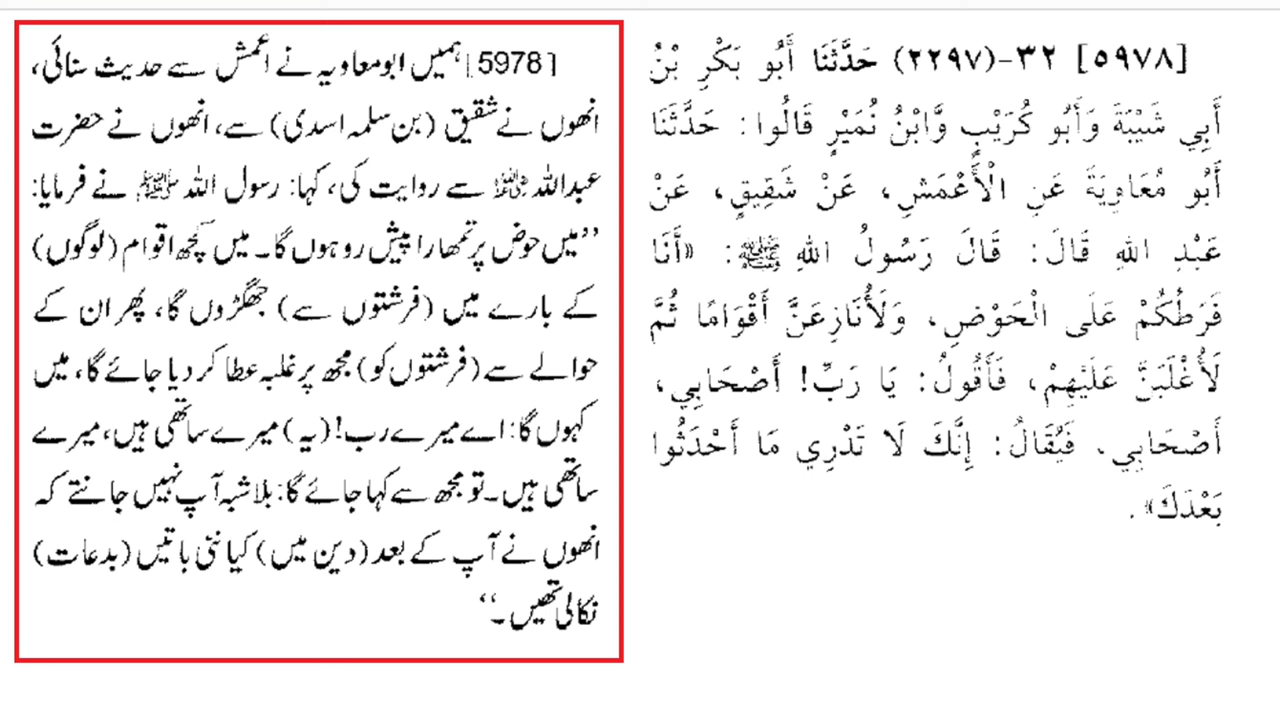 [٥٩٧٨] ٣٢-(٢٢٩٧) حَدَّثَنَا أَبُو بَكْرِ بْنُ
أَبِي شَيْبَةَ وَأَبُو كُرَيْبٍ وَّابْنُ نُمَيْرٍ قَالُوا: حَدَّثَنَا
أَبُو مُعَاوِيَةَ عَنِ الْأَعْمَشِ، عَنْ شَقِيقٍ، عَنْ
عَبْدِ اللهِ قَالَ: قَالَ رَسُولُ اللهِ ﷺ: «أَنَا
فَرَطُكُمْ عَلَى الْحَوْضِ، وَلَأُنَازِعَنَّ أَقْوَامًا ثُمَّ
لَأُغْلَبَنَّ عَلَيْهِمْ، فَأَقُولُ: يَا رَبِّ! أَصْحَابِي،
أَصْحَابِي. فَيُقَالُ: إِنَّكَ لَا تَدْرِي مَا أَحْدَثُوا
بَعْدَكَ».
[5978] ہمیں ابومعاویہ نے اعمش سے حدیث سنائی،
انھوں نے شقیق (بن سلمہ اسدی) سے، انھوں نے حضرت
عبداللہ رضی اللہ عنہ سے روایت کی، کہا: رسول اللہ ﷺ نے فرمایا:
’’میں حوض پر تمھارا پیش رو ہوں گا۔ میں کچھ اقوام (لوگوں)
کے بارے میں (فرشتوں سے) جھگڑوں گا، پھر ان کے
حوالے سے (فرشتوں کو) مجھ پر غلبہ عطا کر دیا جائے گا، میں
کہوں گا: اے میرے رب! (یہ) میرے ساتھی ہیں، میرے
ساتھی ہیں۔ تو مجھ سے کہا جائے گا: بلاشبہ آپ نہیں جانتے کہ
انھوں نے آپ کے بعد (دین میں) کیا نئی باتیں (بدعات)
نکالی تھیں۔‘‘